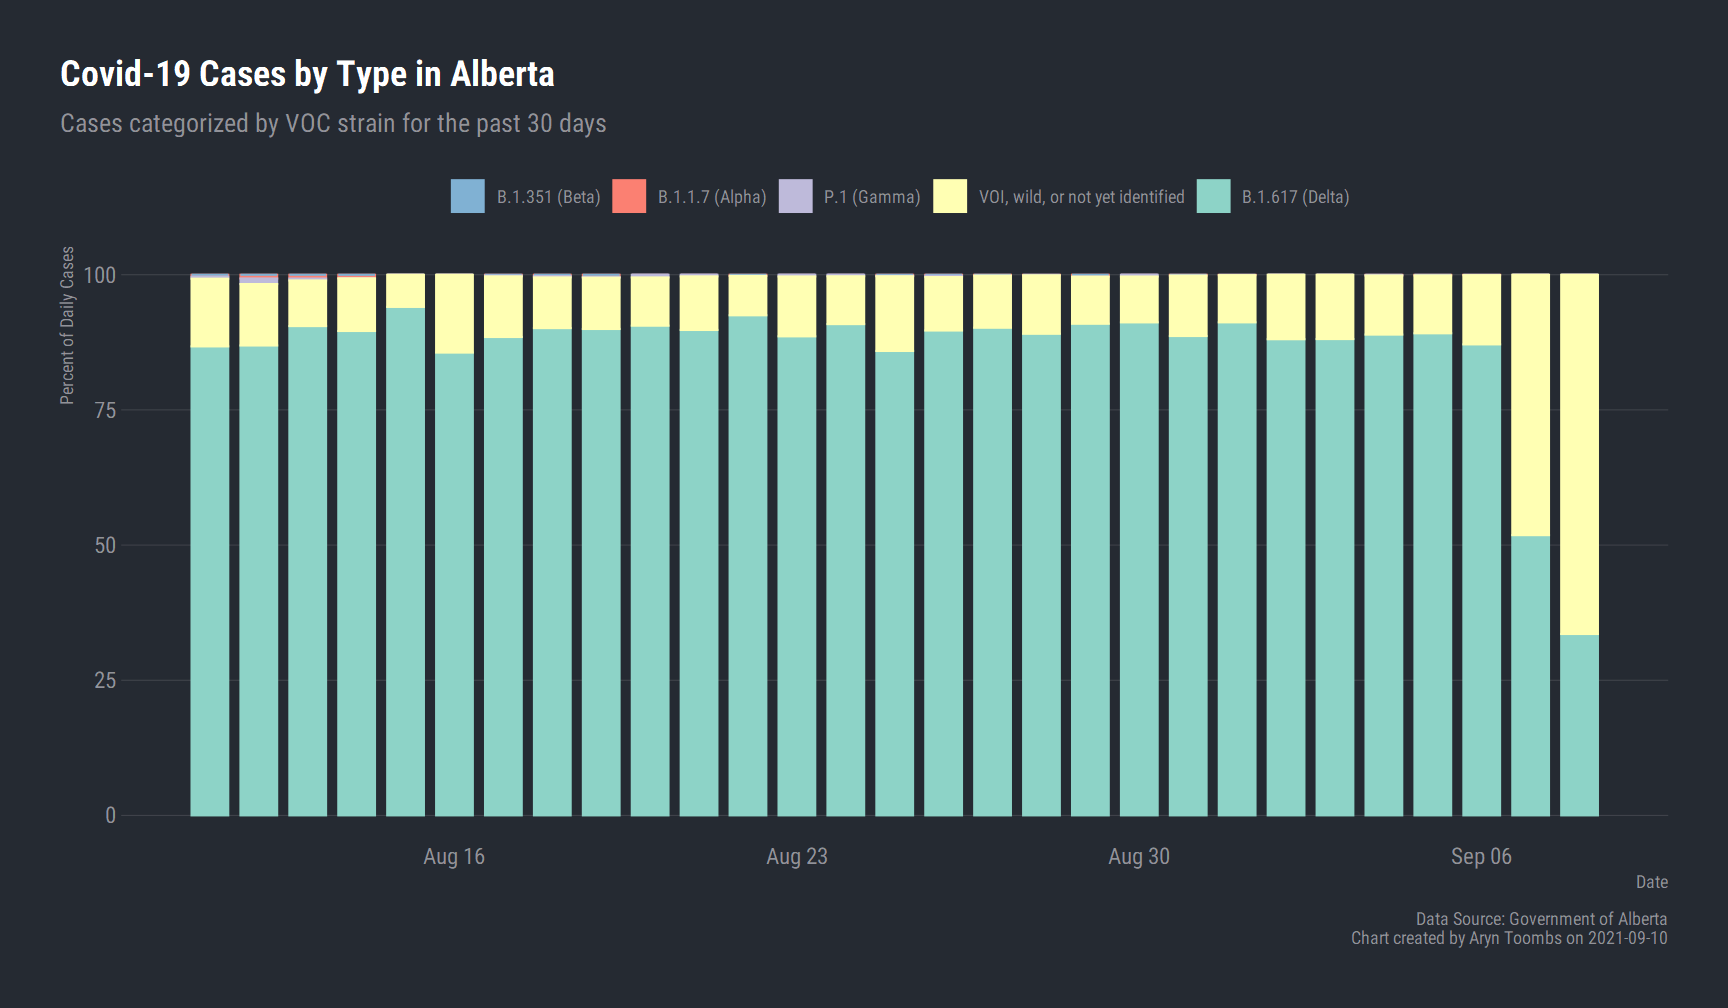 Covid-19 Cases by Type in Alberta
Cases categorized by VOC strain for the past 30 days
B.1.351 (Beta) B.1.1.7 (Alpha) P.1 (Gamma) VOI, wild, or not yet identified B.1.617 (Delta)
Percent of Daily Cases
100
75
50
25
0
Aug 16 Aug 23 Aug 30 Sep 06
Date
Data Source: Government of Alberta
Chart created by Aryn Toombs on 2021-09-10